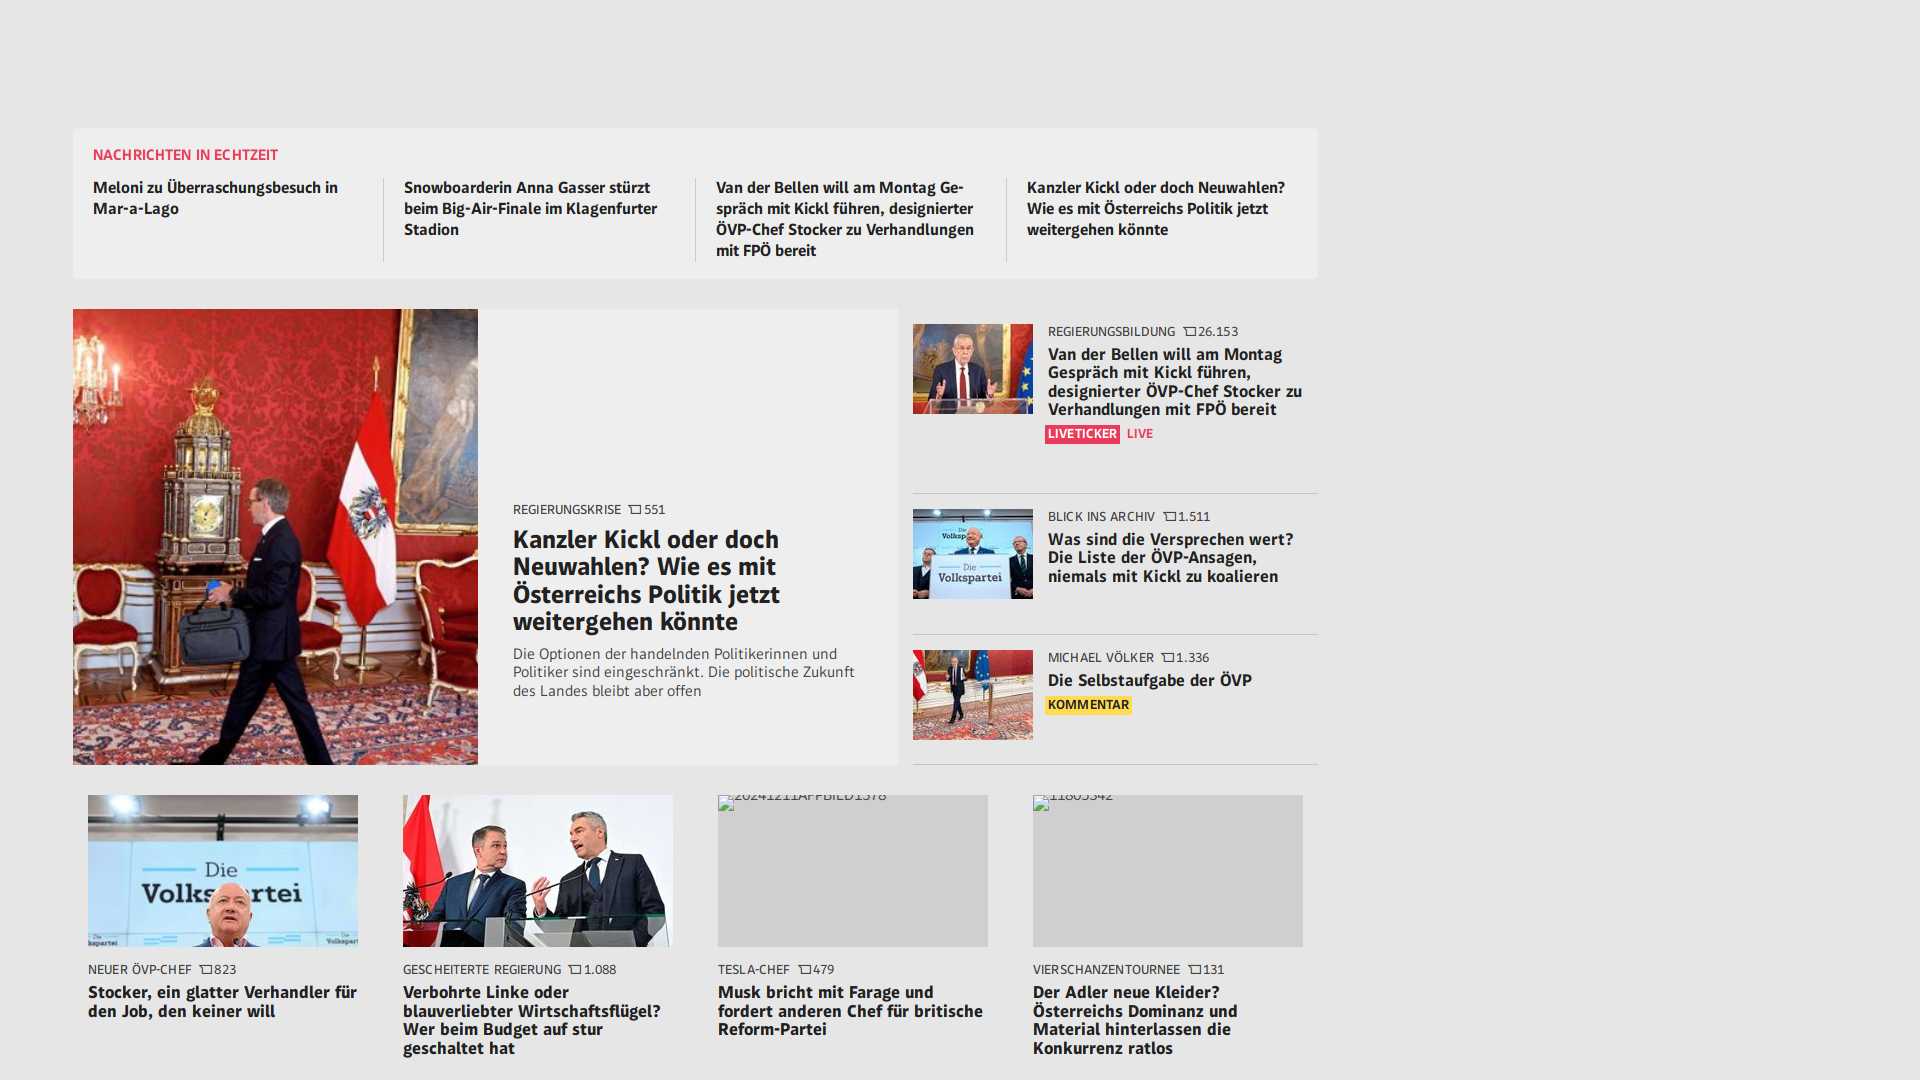 NACHRICHTEN IN ECHTZEIT
Meloni zu Überraschungsbesuch in
Mar-a-Lago
Snowboarderin Anna Gasser stürzt
beim Big-Air-Finale im Klagenfurter
Stadion
Van der Bellen will am Montag Ge-
spräch mit Kickl führen, designierter
ÖVP-Chef Stocker zu Verhandlungen
mit FPÖ bereit
Kanzler Kickl oder doch Neuwahlen?
Wie es mit Österreichs Politik jetzt
weitergehen könnte
REGIERUNGSKRISE 551
Kanzler Kickl oder doch
Neuwahlen? Wie es mit
Österreichs Politik jetzt
weitergehen könnte
Die Optionen der handelnden Politikerinnen und
Politiker sind eingeschränkt. Die politische Zukunft
des Landes bleibt aber offen
REGIERUNGSBILDUNG 26.153
Van der Bellen will am Montag
Gespräch mit Kickl führen,
designierter ÖVP-Chef Stocker zu
Verhandlungen mit FPÖ bereit
LIVETICKER LIVE
Die
Volkspartei
BLICK INS ARCHIV 1.511
Was sind die Versprechen wert?
Die Liste der ÖVP-Ansagen,
niemals mit Kickl zu koalieren
MICHAEL VÖLKER 1.336
Die Selbstaufgabe der ÖVP
KOMMENTAR
Die
Volkspartei
NEUER ÖVP-CHEF 823
Stocker, ein glatter Verhandler für
den Job, den keiner will
GESCHEITERTE REGIERUNG 1.088
Verbohrte Linke oder
blauverliebter Wirtschaftsflügel?
Wer beim Budget auf stur
geschaltet hat
20241211AFPBILD1378
TESLA-CHEF 479
Musk bricht mit Farage und
fordert anderen Chef für britische
Reform-Partei
11805342
VIERSCHANZENTOURNEE 131
Der Adler neue Kleider?
Österreichs Dominanz und
Material hinterlassen die
Konkurrenz ratlos